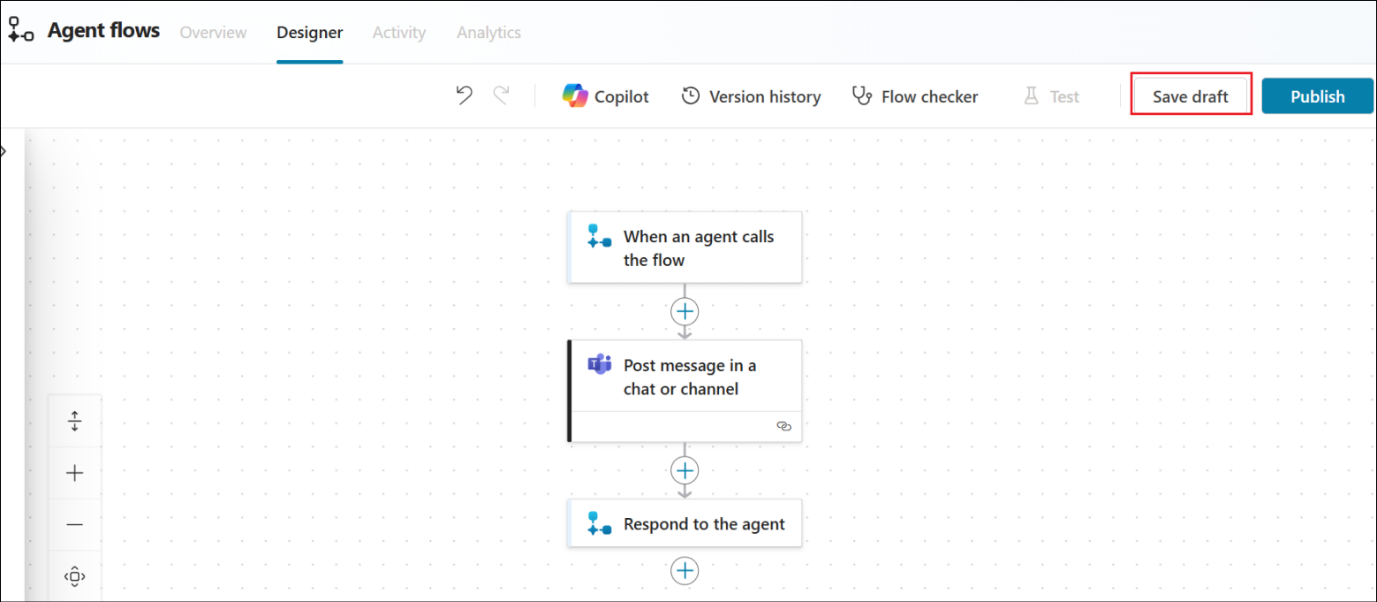 Agent flows Overview Designer Activity Analytics
Copilot Version history Flow checker Test Save draft Publish
When an agent calls
the flow
Post message in a
chat or channel
Respond to the agent